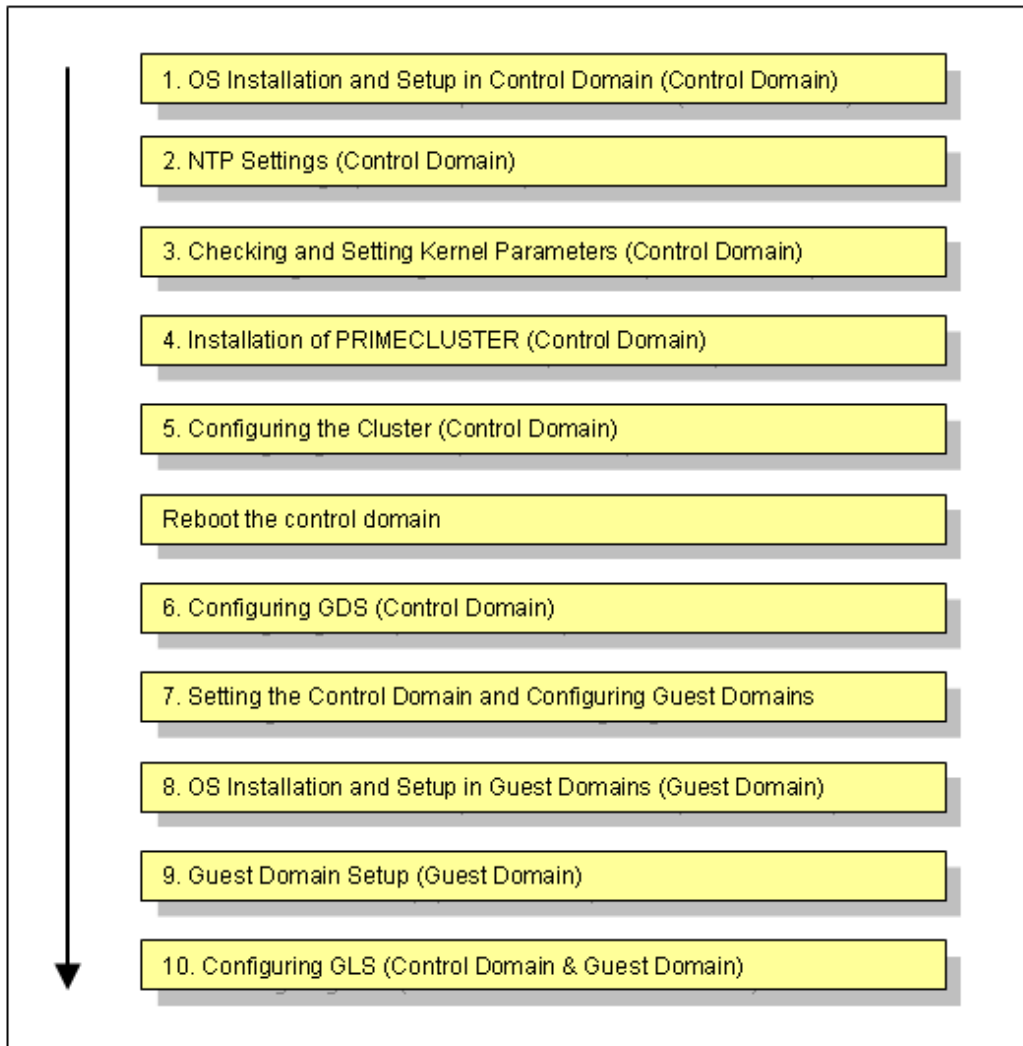 1. OS Installation and Setup in Control Domain (Control Domain)
2. NTP Settings (Control Domain)
3. Checking and Setting Kernel Parameters (Control Domain)
4. Installation of PRIMECLUSTER (Control Domain)
5. Configuring the Cluster (Control Domain)
Reboot the control domain
6. Configuring GDS (Control Domain)
7. Setting the Control Domain and Configuring Guest Domains
8. OS Installation and Setup in Guest Domains (Guest Domain)
9. Guest Domain Setup (Guest Domain)
10. Configuring GLS (Control Domain & Guest Domain)